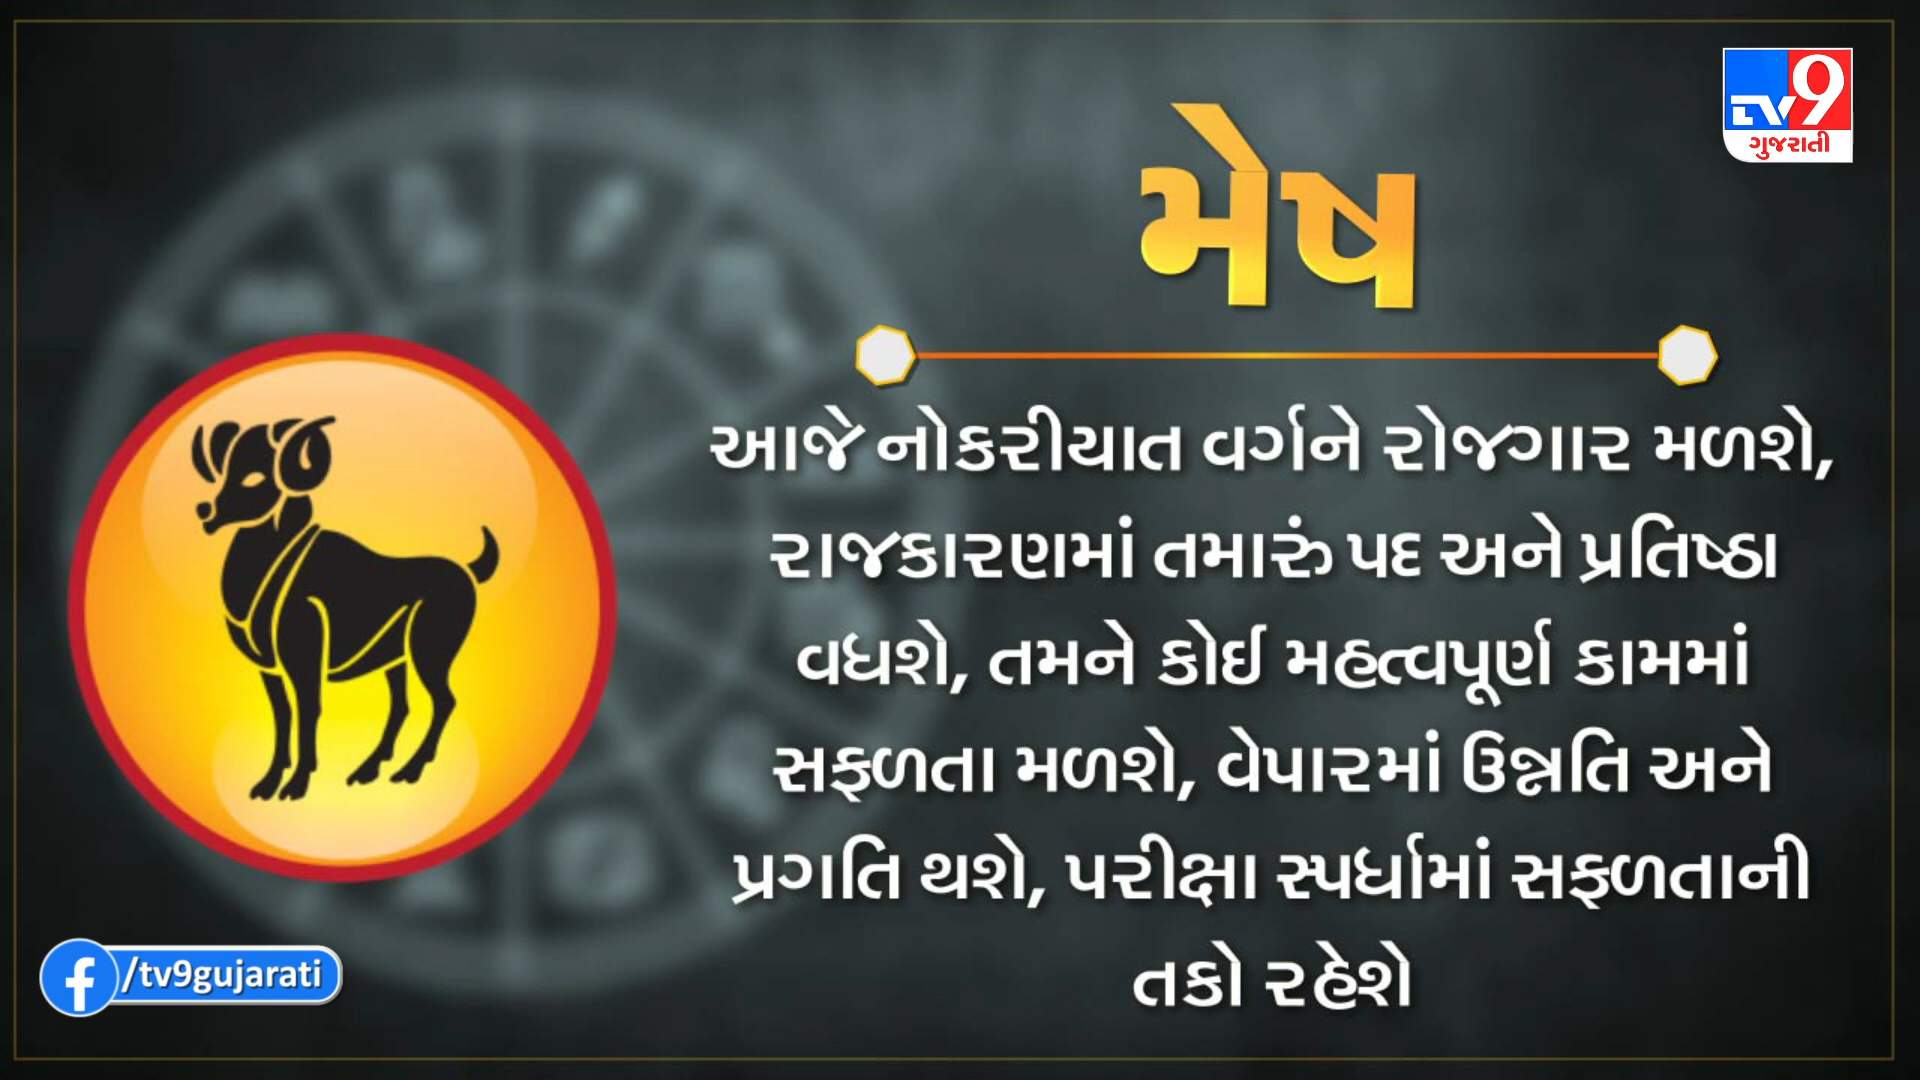 TV9
ગુજરાતી
મેષ
આજે નોકરીયાત વર્ગને રોજગાર મળશે,
રાજકારણમાં તમારું પદ અને પ્રતિષ્ઠા
વધશે, તમને કોઈ મહત્વપૂર્ણ કામમાં
સફળતા મળશે, વેપારમાં ઉન્નતિ અને
પ્રગતિ થશે, પરીક્ષા સ્પર્ધામાં સફળતાની
તકો રહેશે
/tv9gujarati